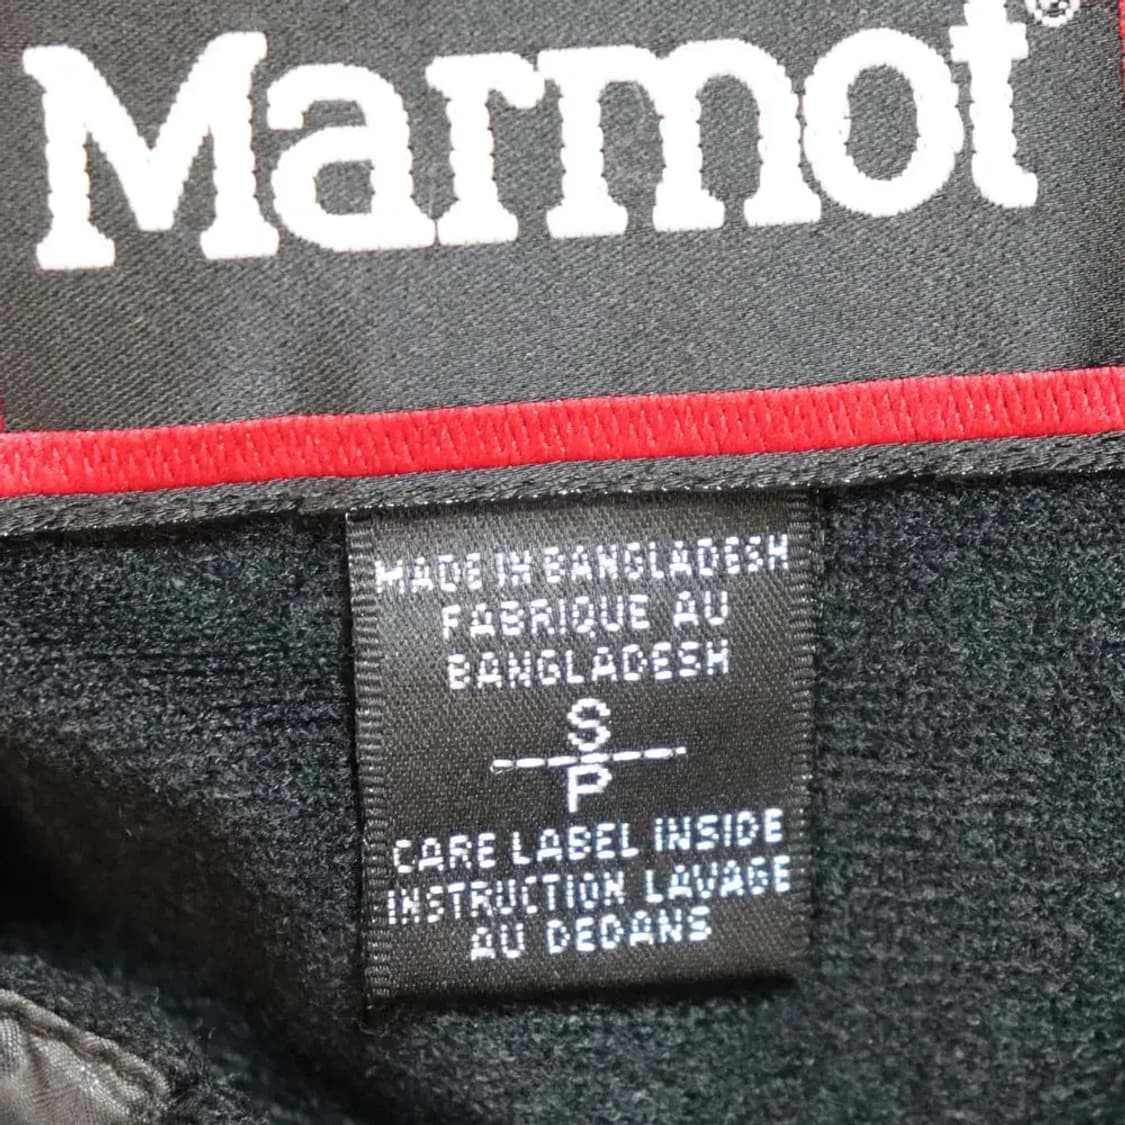 Marmot®
MADE IN BANGLADESH
FABRIQUE AU
BANGLADESH
S
P
CARE LABEL INSIDE
INSTRUCTION LAVAGE
AU DEDANS